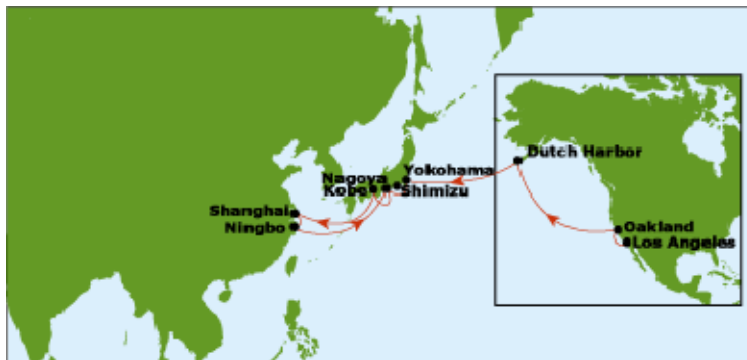 Dutch Harbor
Yokohama
Nagoya
Kobe
Shimizu
Shanghai
Ningbo
Oakland
Los Angeles